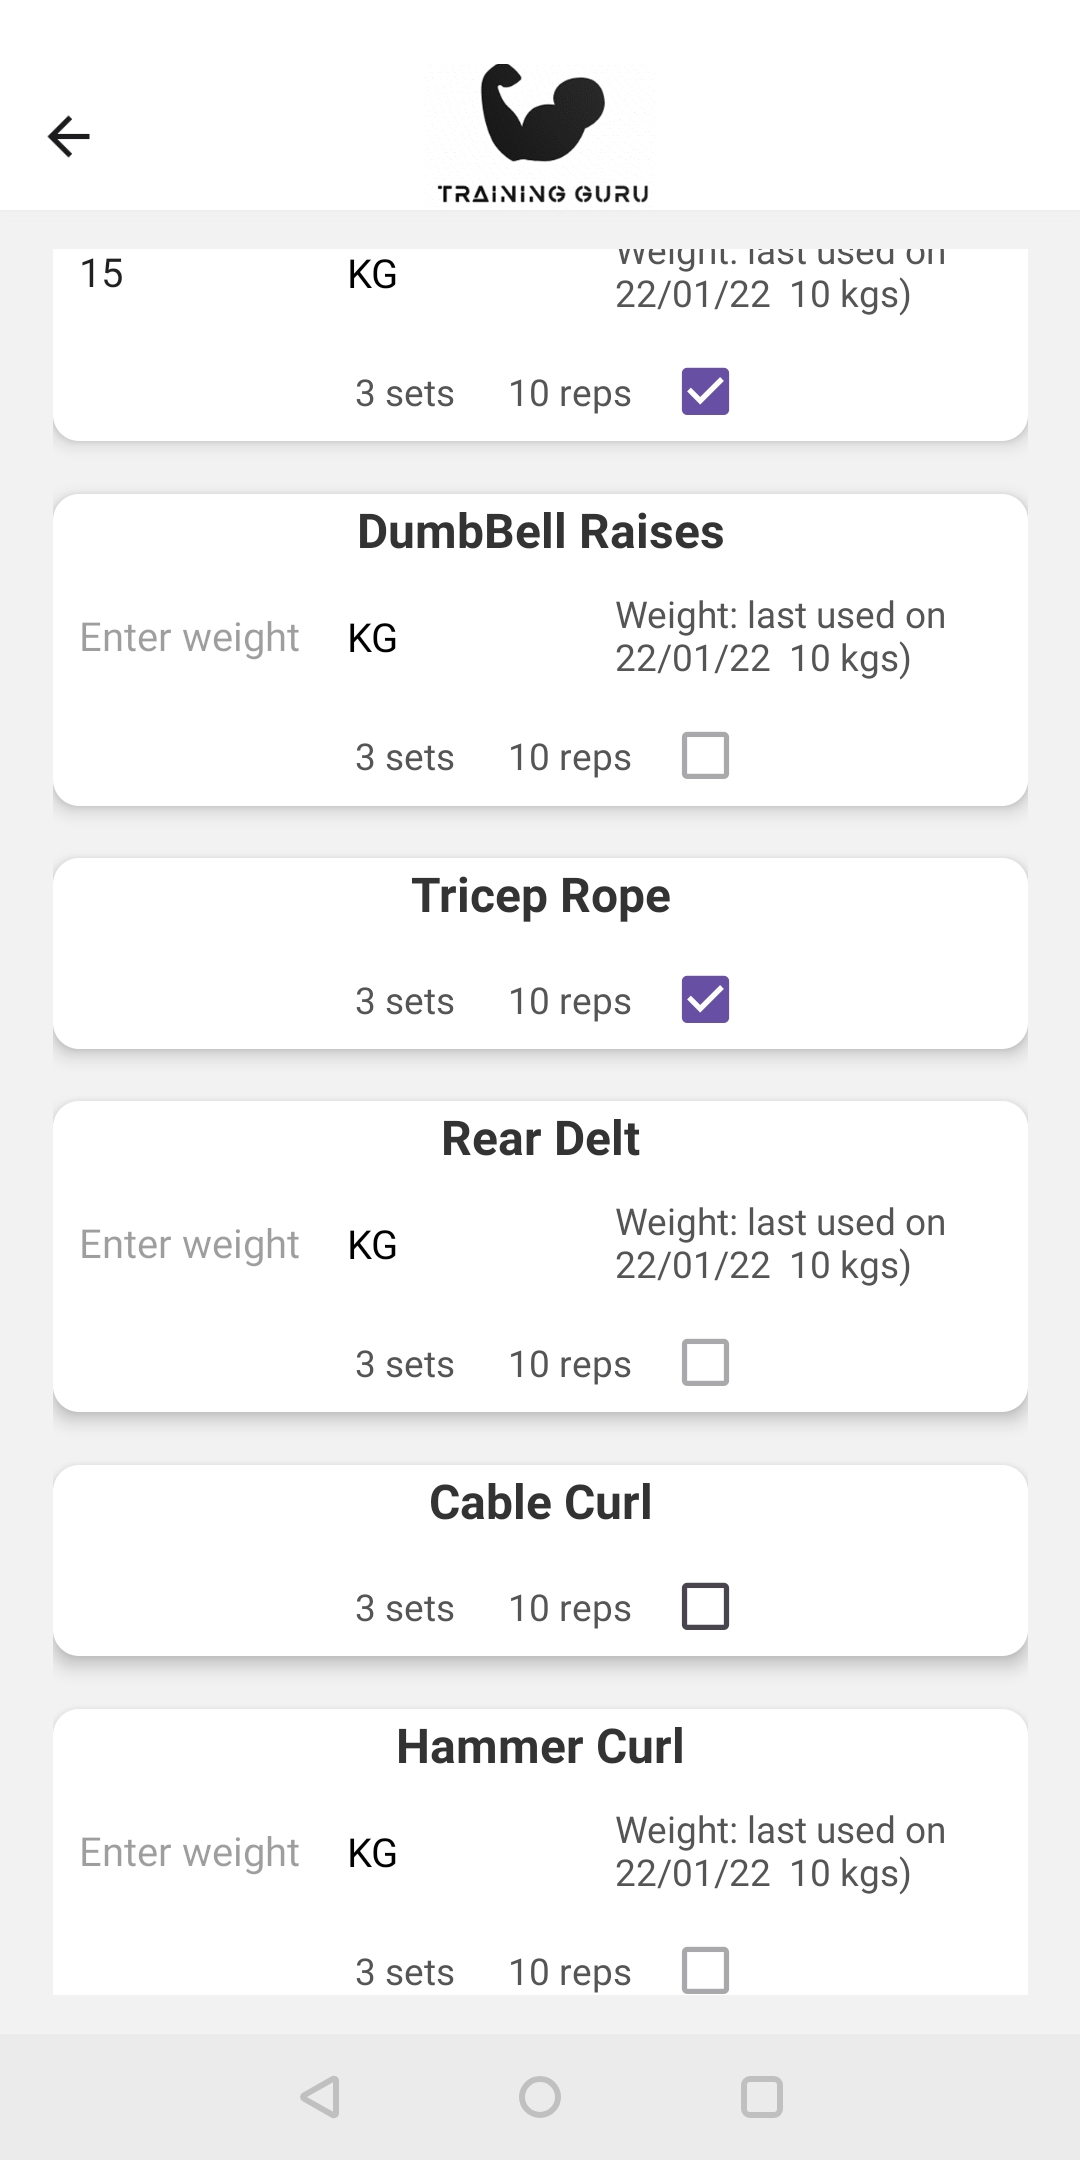 TRAINING GURU
15
KG
Weight: last used on
22/01/22  10 kgs)
3 sets
10 reps
DumbBell Raises
Enter weight
KG
Weight: last used on
22/01/22  10 kgs)
3 sets
10 reps
Tricep Rope
3 sets
10 reps
Rear Delt
Enter weight
KG
Weight: last used on
22/01/22  10 kgs)
3 sets
10 reps
Cable Curl
3 sets
10 reps
Hammer Curl
Enter weight
KG
Weight: last used on
22/01/22  10 kgs)
3 sets
10 reps